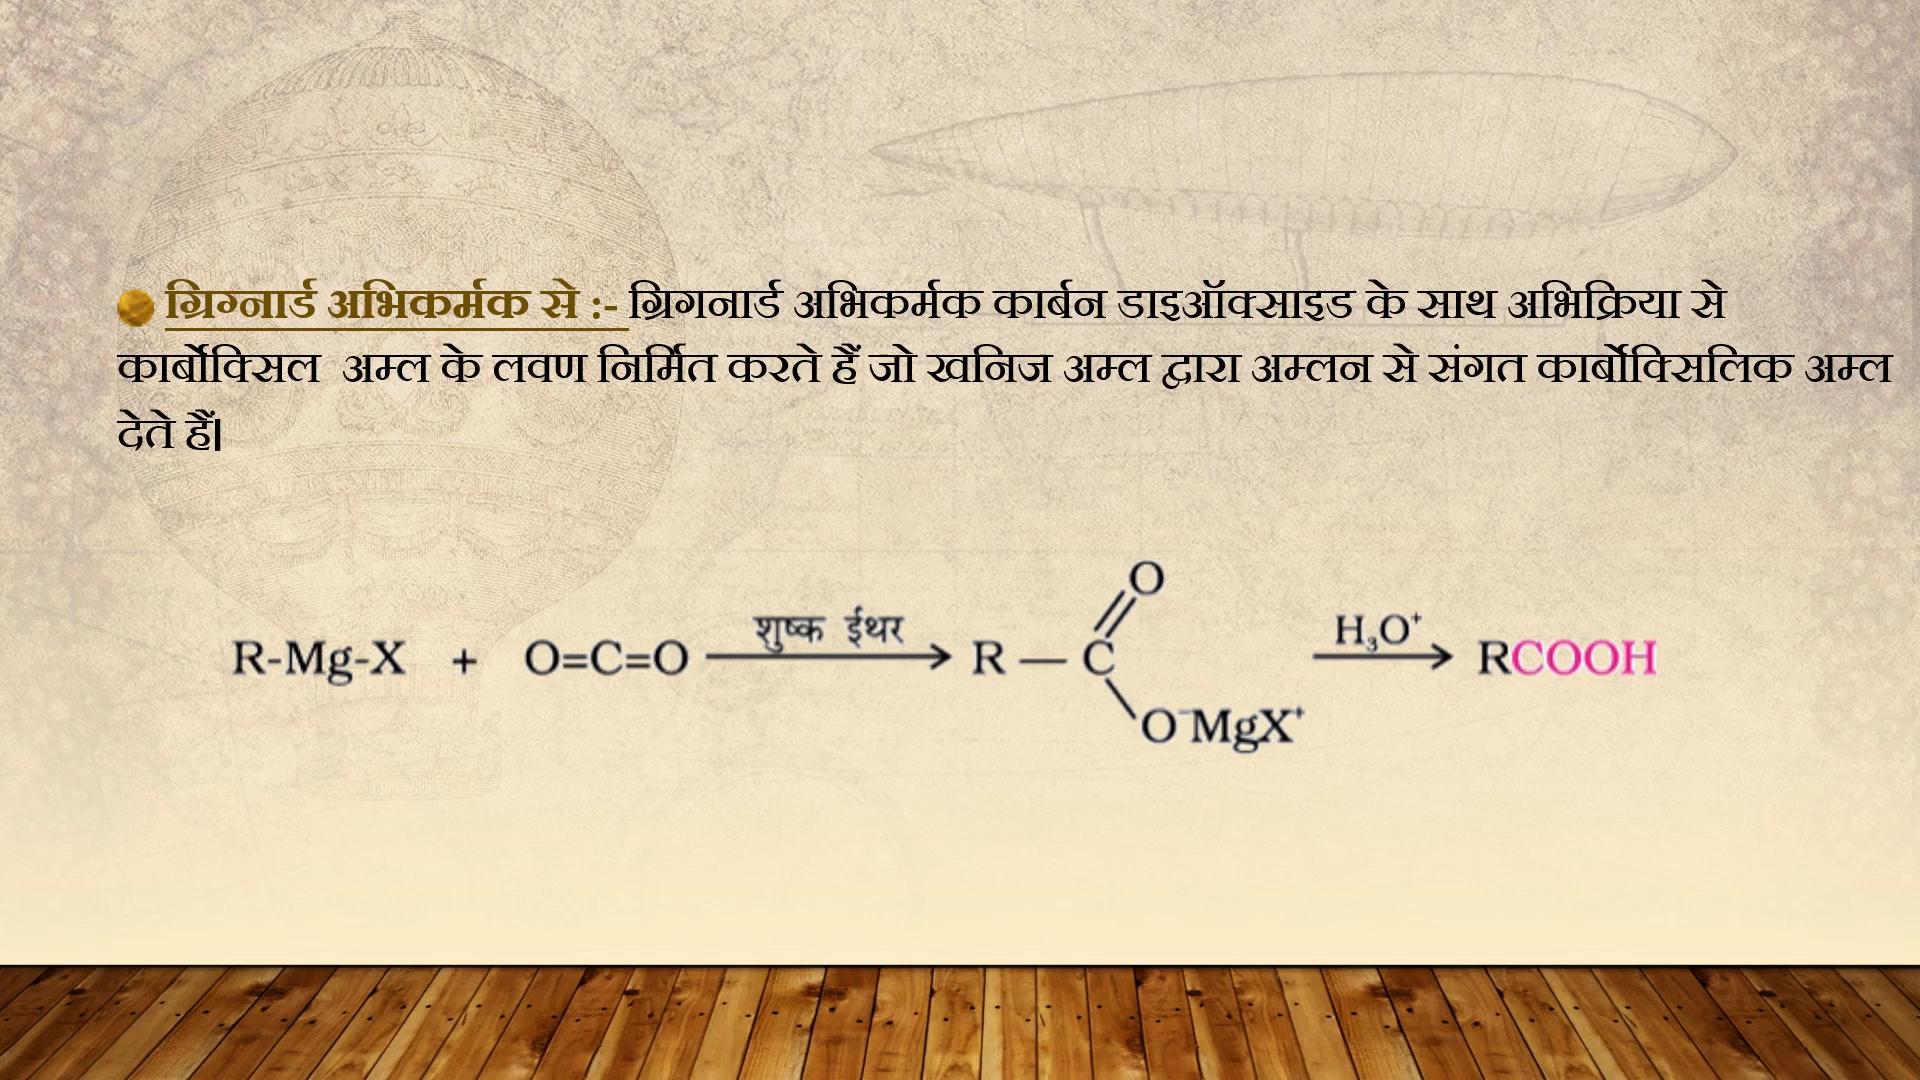 ग्रिग्नार्ड अभिकर्मक से :- ग्रिगनार्ड अभिकर्मक कार्बन डाइऑक्साइड के साथ अभिक्रिया से
कार्बोक्सिल अम्ल के लवण निर्मित करते हैं जो खनिज अम्ल द्वारा अम्लन से संगत कार्बोक्सिलिक अम्ल
देते हैं।
O
शुष्क ईथर
H₃O⁺
R-Mg-X + O=C=O R — C RCOOH
O⁻MgX⁺